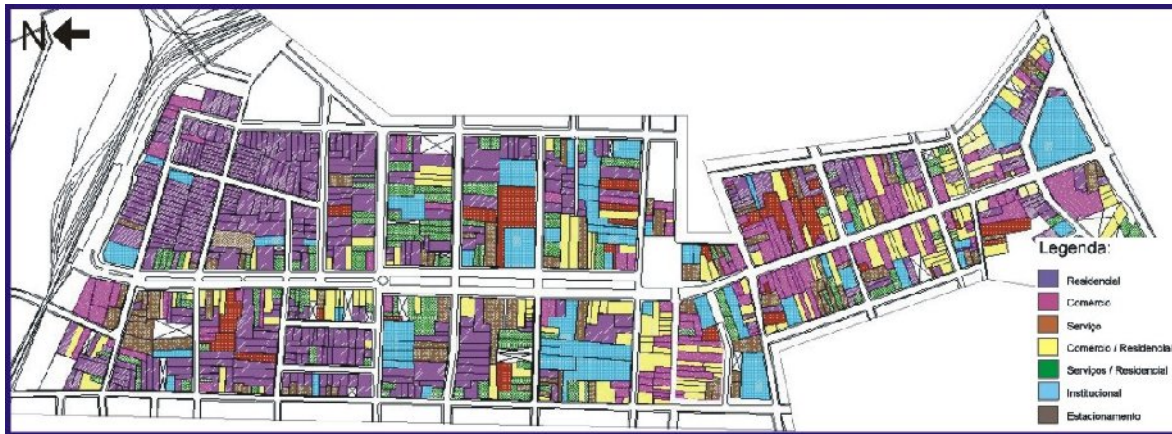 N
Legenda:
Residencial
Comércio
Serviço
Comércio / Residencial
Serviços / Residencial
Institucional
Estacionamento